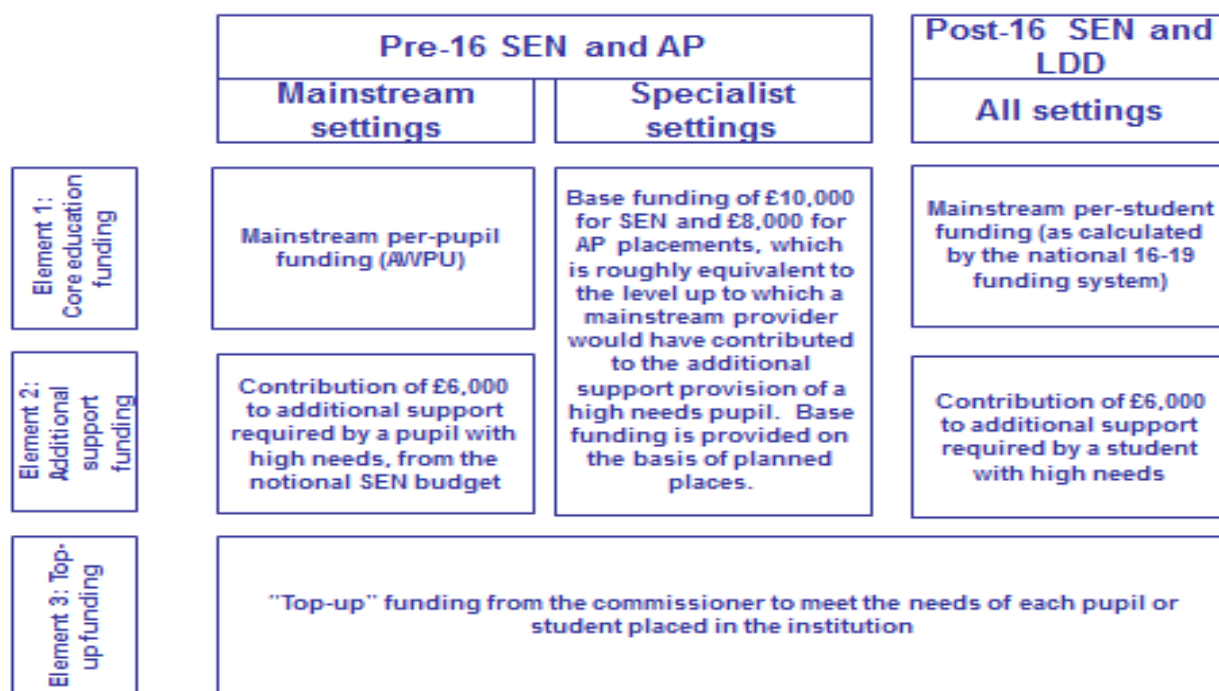 Pre-16 SEN and AP
Post-16 SEN and
LDD
Mainstream
settings
Specialist
settings
All settings
Element 1:
Core education
funding
Mainstream per-pupil
funding (AWPU)
Base funding of £10,000
for SEN and £8,000 for
AP placements, which
is roughly equivalent to
the level up to which a
mainstream provider
would have contributed
to the additional
support provision of a
high needs pupil. Base
funding is provided on
the basis of planned
places.
Mainstream per-student
funding (as calculated
by the national 16-19
funding system)
Element 2:
Additional
support
funding
Contribution of £6,000
to additional support
required by a pupil with
high needs, from the
notional SEN budget
Contribution of £6,000
to additional support
required by a student
with high needs
Element 3: Top-
up funding
"Top-up" funding from the commissioner to meet the needs of each pupil or
student placed in the institution